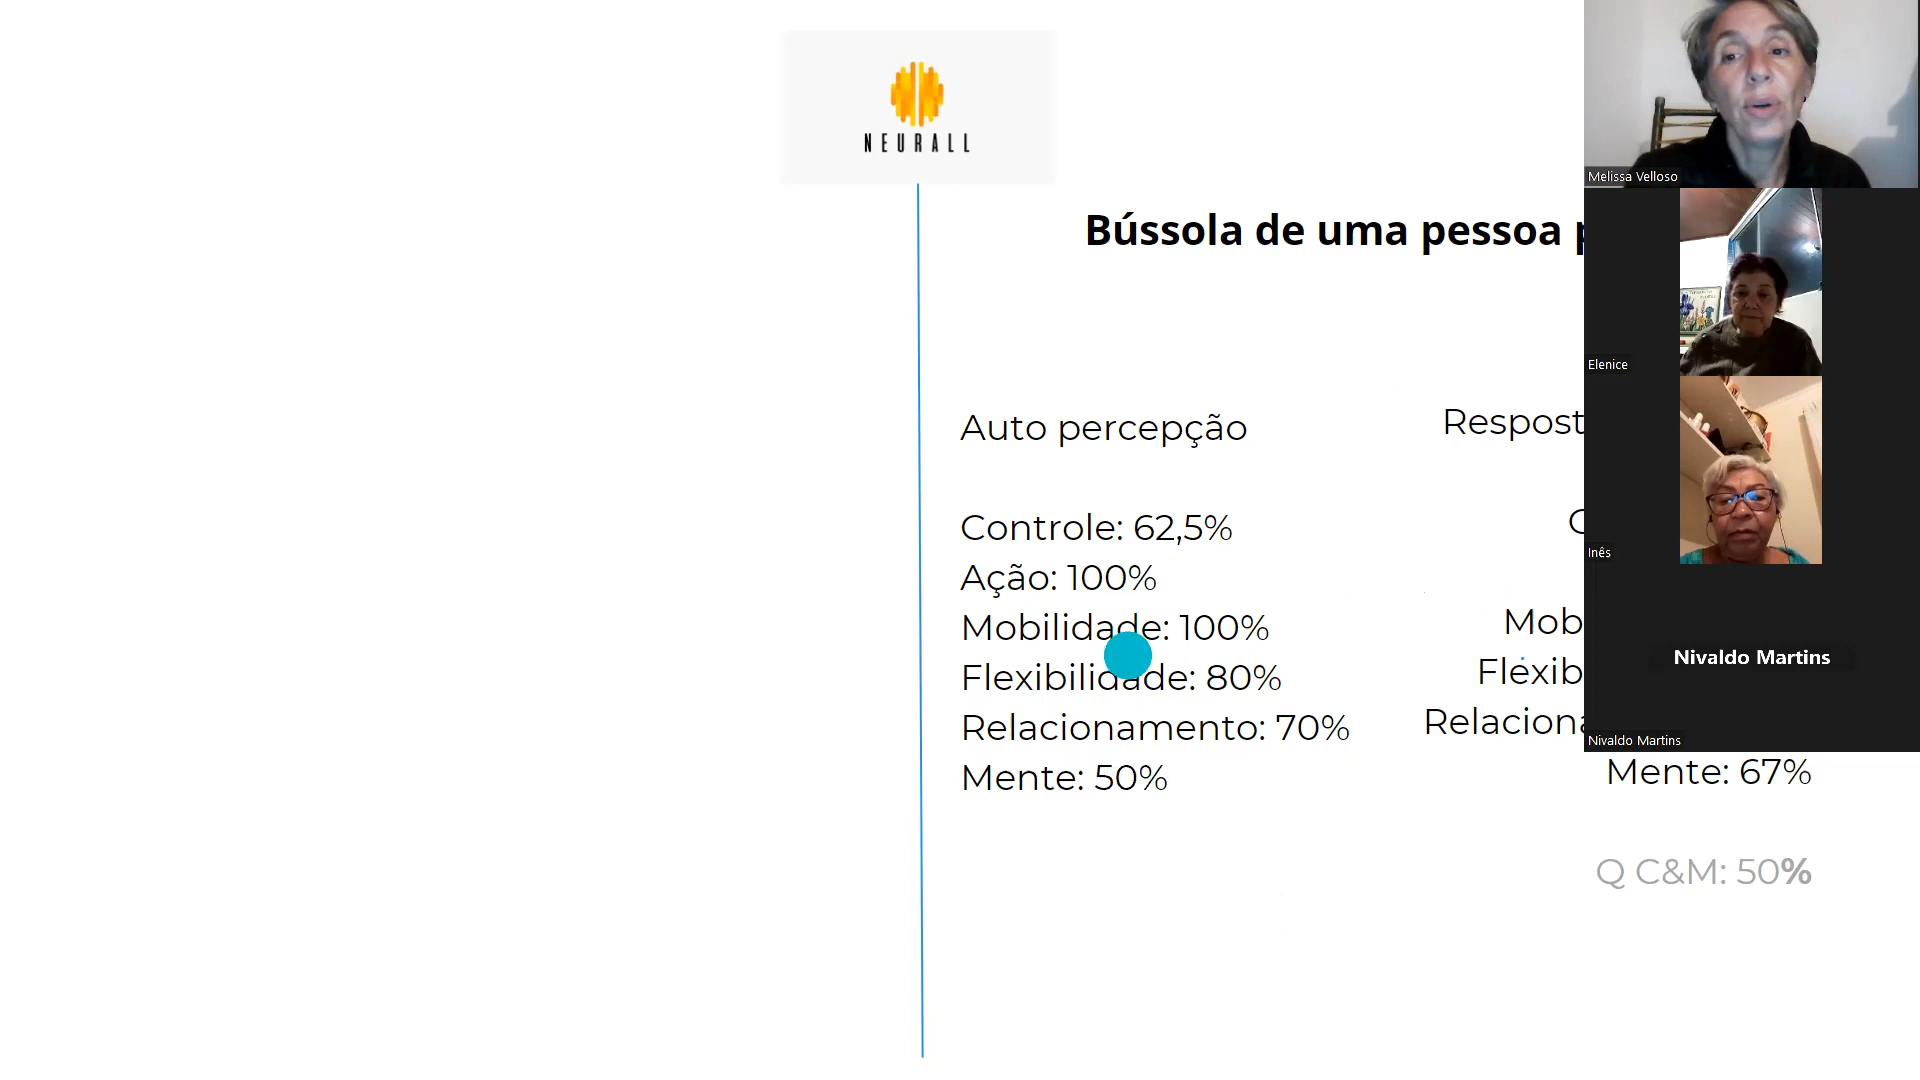 NEURALL
Bússola de uma pessoa
Auto percepção
Controle: 62,5%
Ação: 100%
Mobilidade: 100%
Flexibilidade: 80%
Relacionamento: 70%
Mente: 50%
Respost
Mob
Flexib
Relacion
Mente: 67%
Q C&M: 50%
Melissa Velloso
Elenice
Inês
Nivaldo Martins
Nivaldo Martins